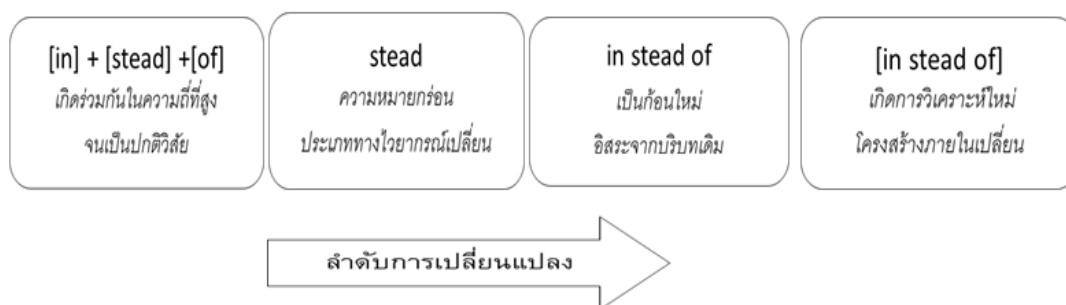 [in] + [stead] +[of]
เกิดร่วมกันในความถี่ที่สูง
จนเป็นปกติวิสัย
stead
ความหมายกร่อน
ประเภททางไวยากรณ์เปลี่ยน
in stead of
เป็นก้อนใหม่
อิสระจากบริบทเดิม
[in stead of]
เกิดการวิเคราะห์ใหม่
โครงสร้างภายในเปลี่ยน
ลำดับการเปลี่ยนแปลง